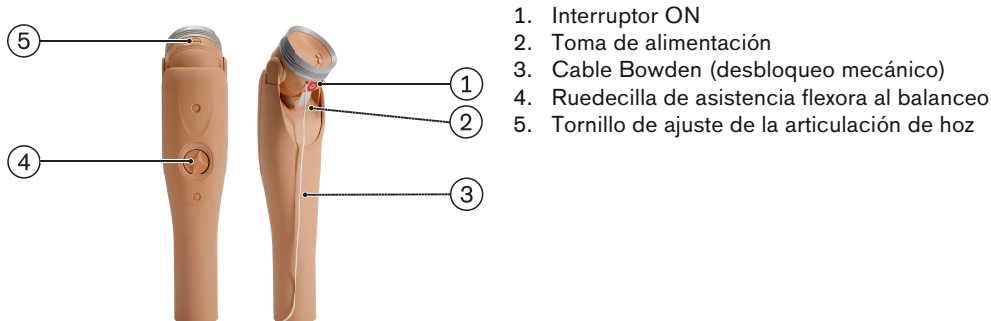 1. Interruptor ON
2. Toma de alimentación
3. Cable Bowden (desbloqueo mecánico)
4. Ruedecilla de asistencia flexora al balanceo
5. Tornillo de ajuste de la articulación de hoz
5
4
1
2
3